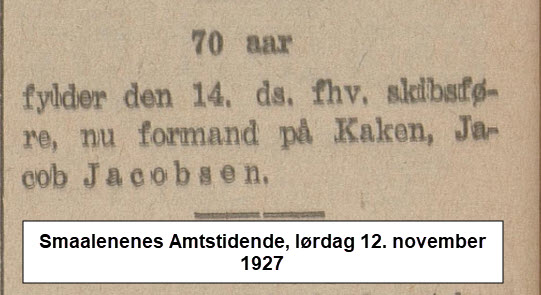 70 aar
fylder den 14. ds. fhv. skibsfø-
re, nu formand på Kaken, Ja-
cob Jacobsen.
Smaalenenes Amtstidende, lørdag 12. november
1927